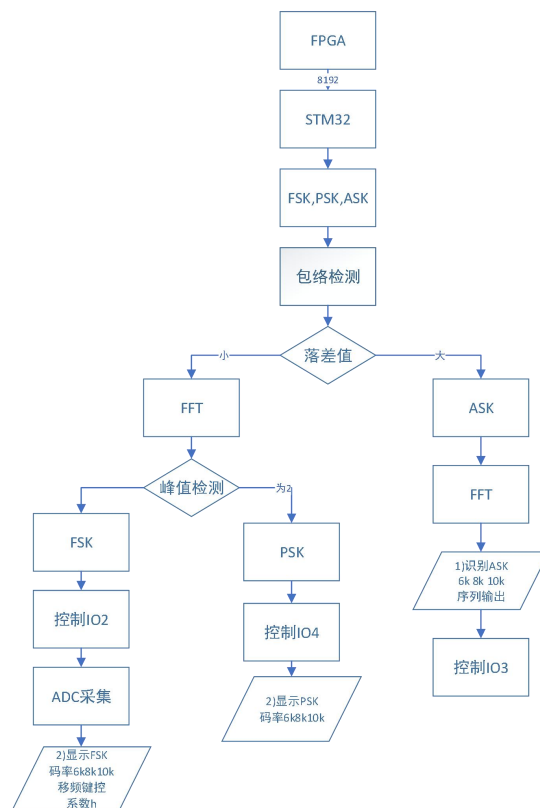 FPGA
8192
STM32
FSK,PSK,ASK
包络检测
落差值
小
大
FFT
ASK
峰值检测
为2
FFT
FSK
PSK
1)识别ASK
6k 8k 10k
序列输出
控制IO2
控制IO4
控制IO3
ADC采集
2)显示PSK
码率6k8k10k
2)显示FSK
码率6k8k10k
移频键控
系数h